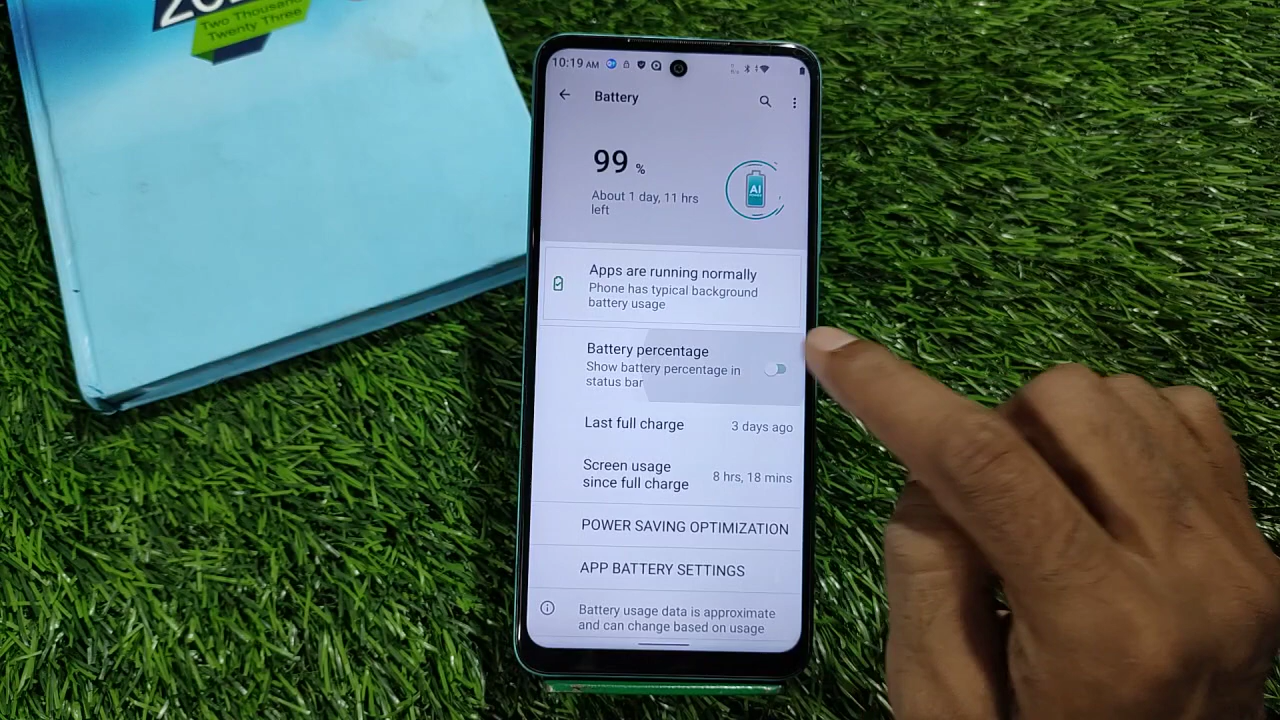 Two Thousand
Twenty Three
10:19 AM
Battery
99 %
About 1 day, 11 hrs
left
AI
Apps are running normally
Phone has typical background
battery usage
Battery percentage
Show battery percentage in
status bar
Last full charge 3 days ago
Screen usage
since full charge 8 hrs, 18 mins
POWER SAVING OPTIMIZATION
APP BATTERY SETTINGS
Battery usage data is approximate
and can change based on usage